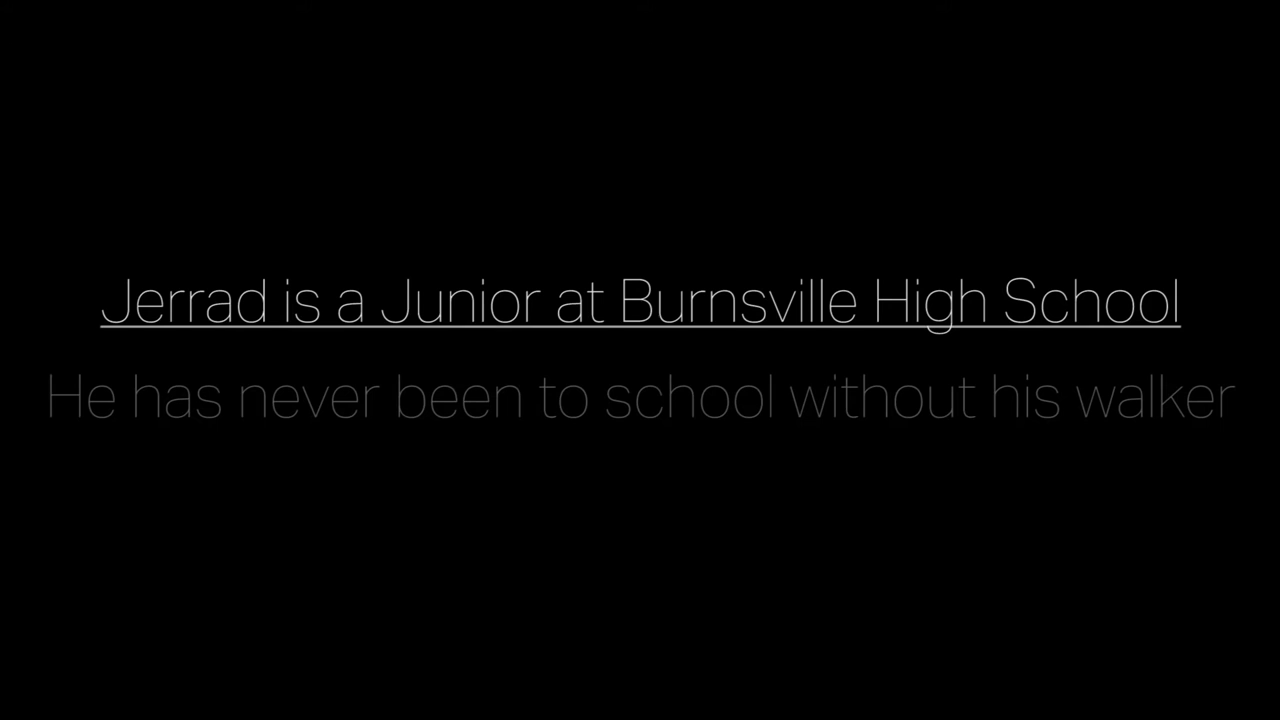 Jerrad is a Junior at Burnsville High School
He has never been to school without his walker